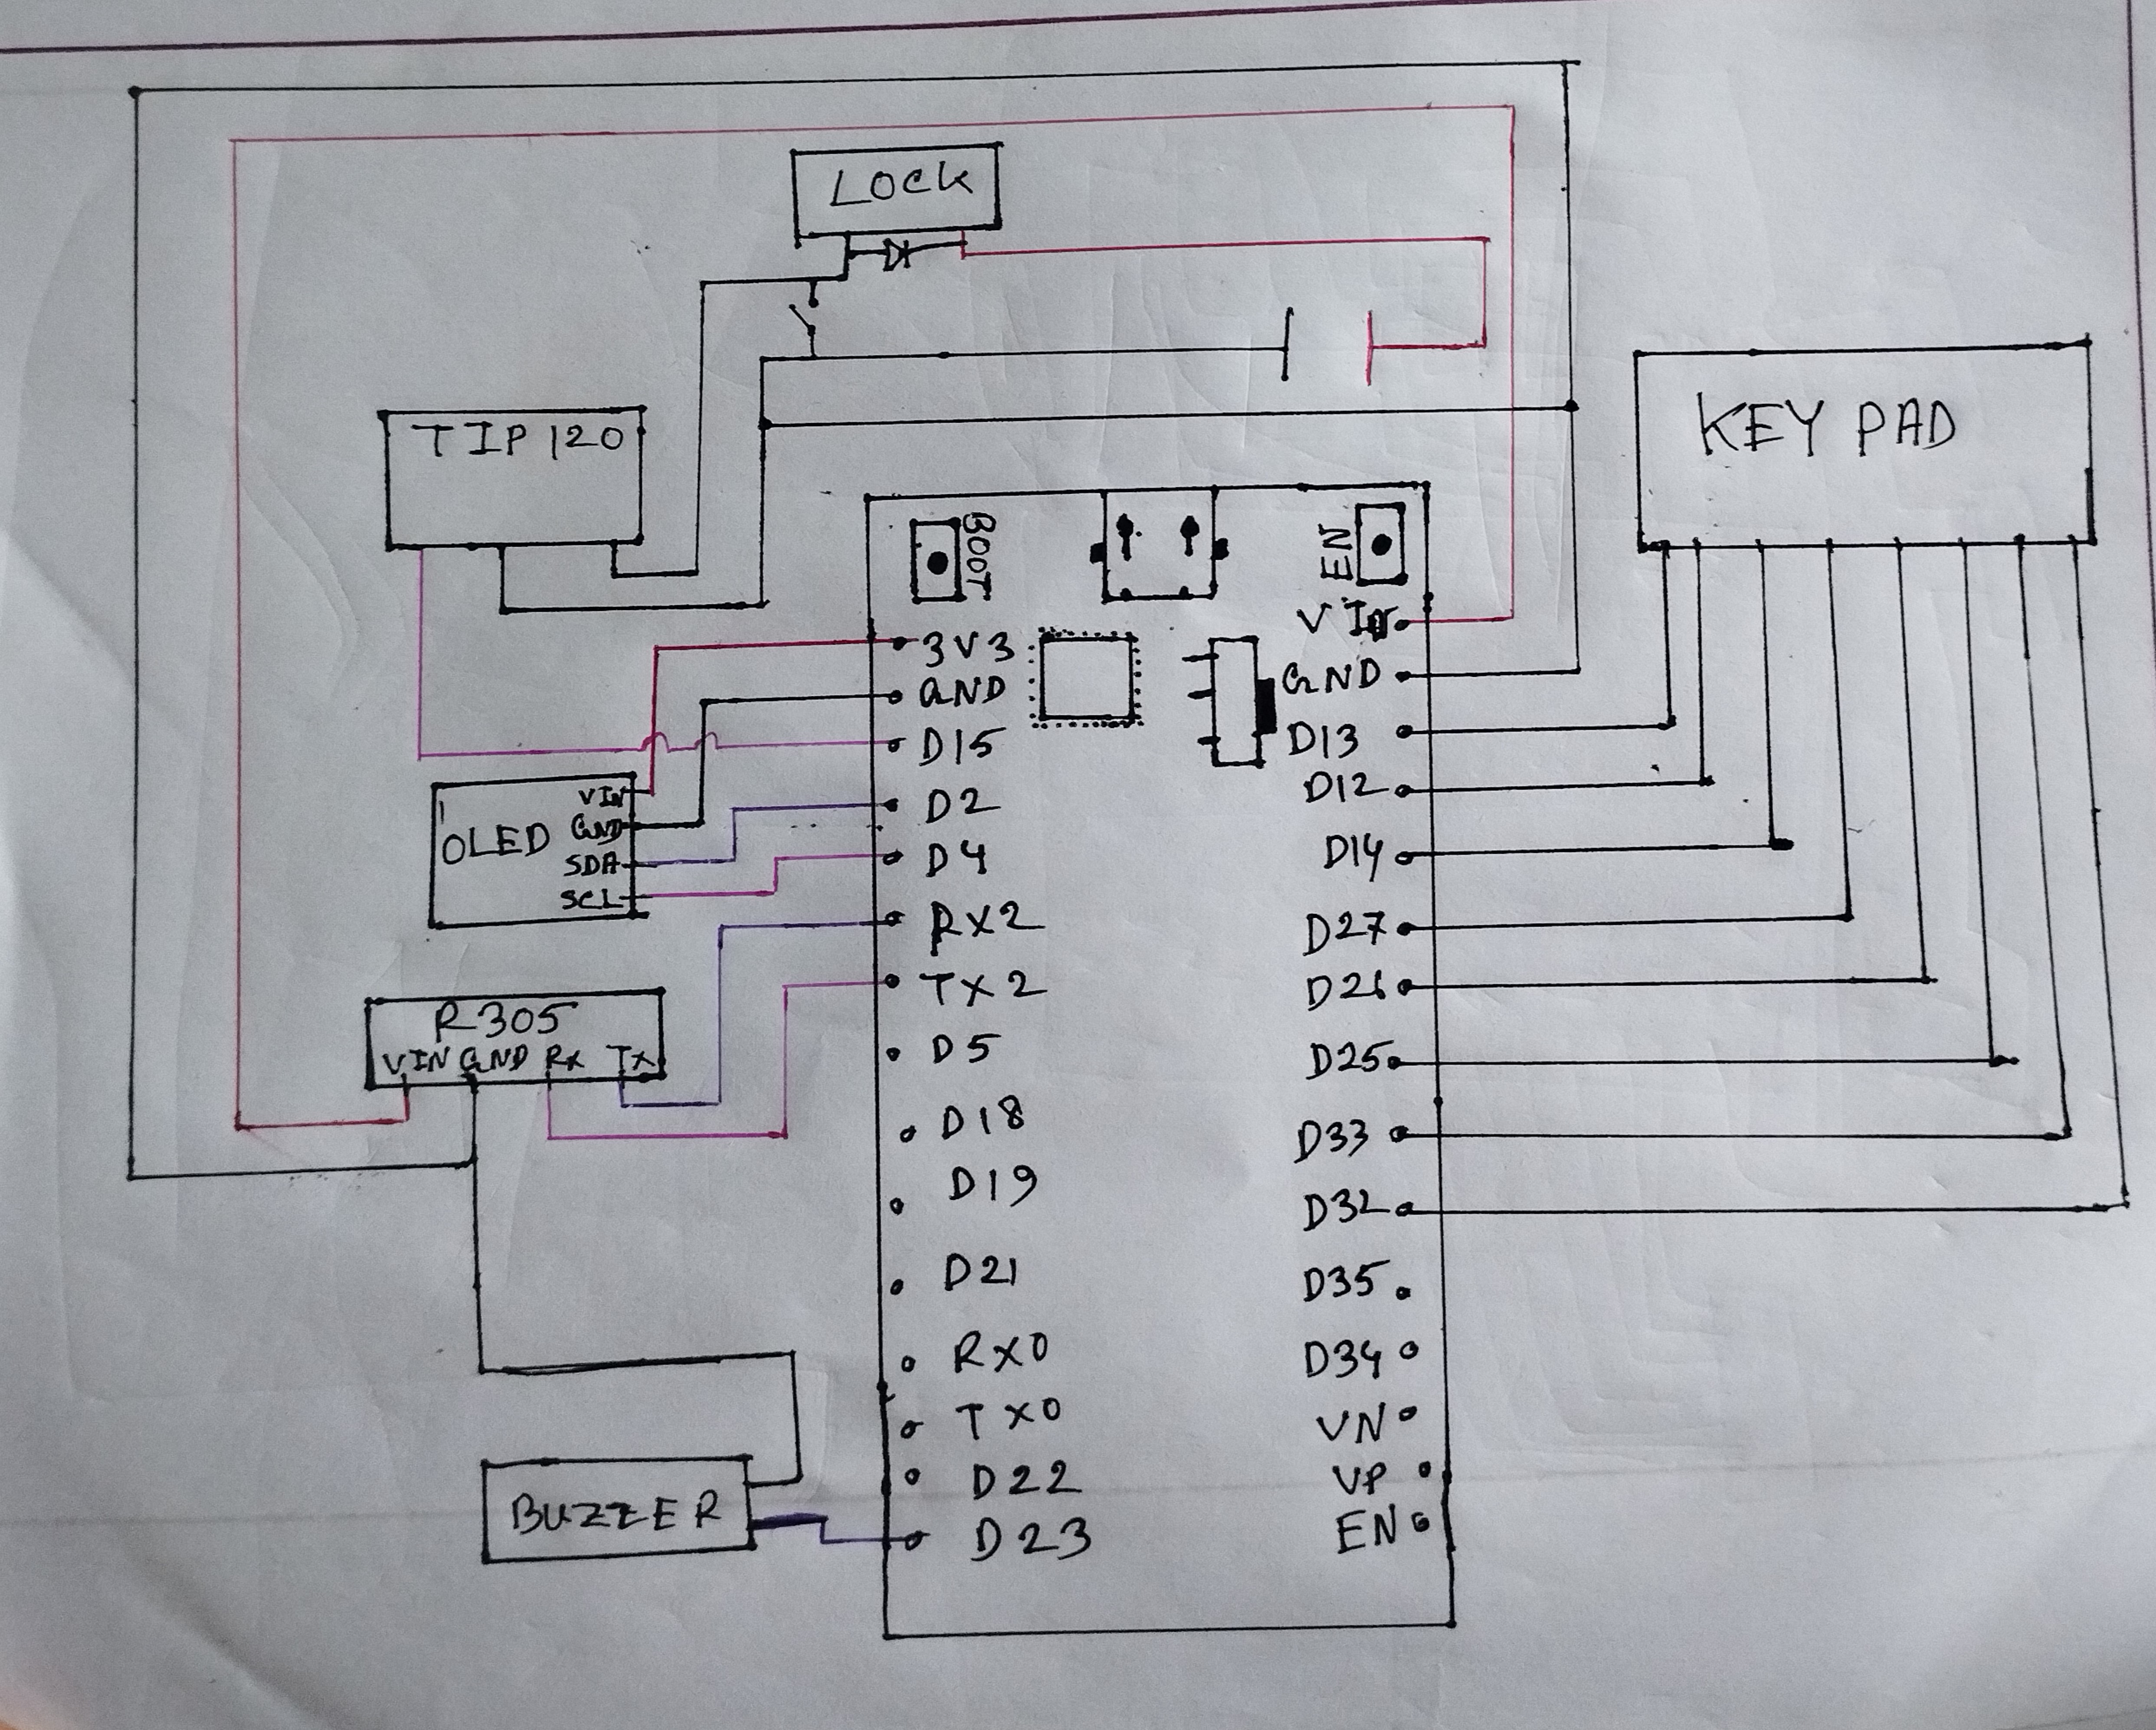 LOCK
TIP 120
KEY PAD
BOOT
EN
VIN
3V3
GND
GND
D15
D13
D2
D12
D4
D14
RX2
D27
TX2
D26
D5
D25
D18
D33
D19
D32
D21
D35
RX0
D34
TX0
VN
D22
VP
D23
EN
OLED
VIN
GND
SDA
SCL
R305
VIN GND Rx Tx
BUZZER